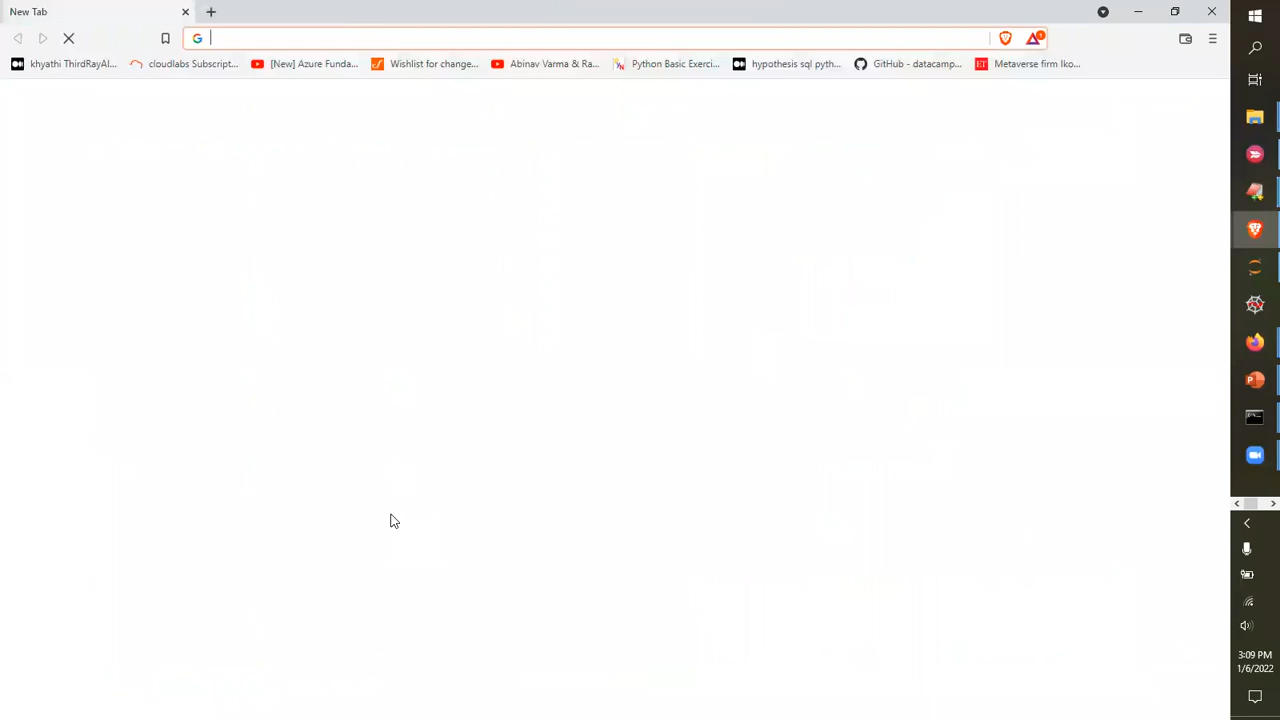 New Tab
khyathi ThirdRayAI...
cloudlabs Subscript...
[New] Azure Funda...
Wishlist for change...
Abinav Varma & Ra...
Python Basic Exerci...
hypothesis sql pyth...
GitHub - datacamp...
Metaverse firm Iko...
3:09 PM
1/6/2022